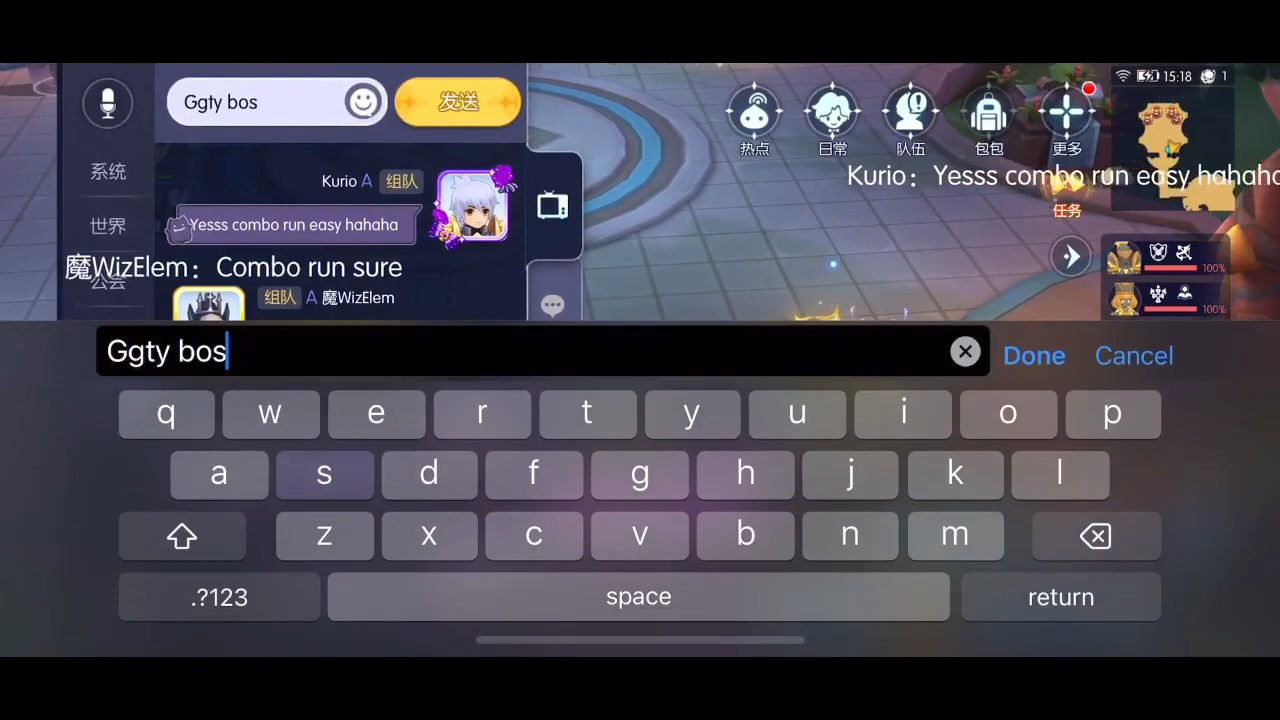 Ggty bos
发送
15:18
1
系统
世界
公会
Kurio A 组队
Yesss combo run easy hahaha
魔WizElem：Combo run sure
组队 A 魔WizElem
热点
日常
队伍
包包
更多
Kurio：Yesss combo run easy hahaha
任务
100%
100%
Ggty bos
Done
Cancel
q w e r t y u i o p
a s d f g h j k l
z x c v b n m
.?123
space
return